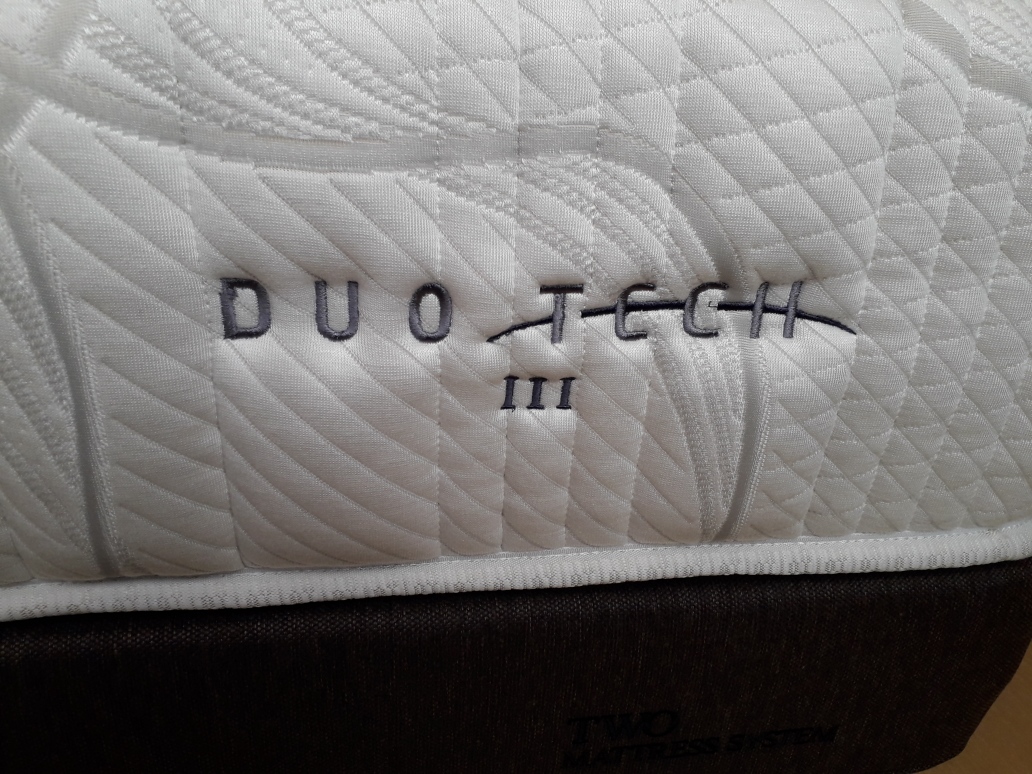 DUO TECH
III
TWO
MATTRESS SYSTEM